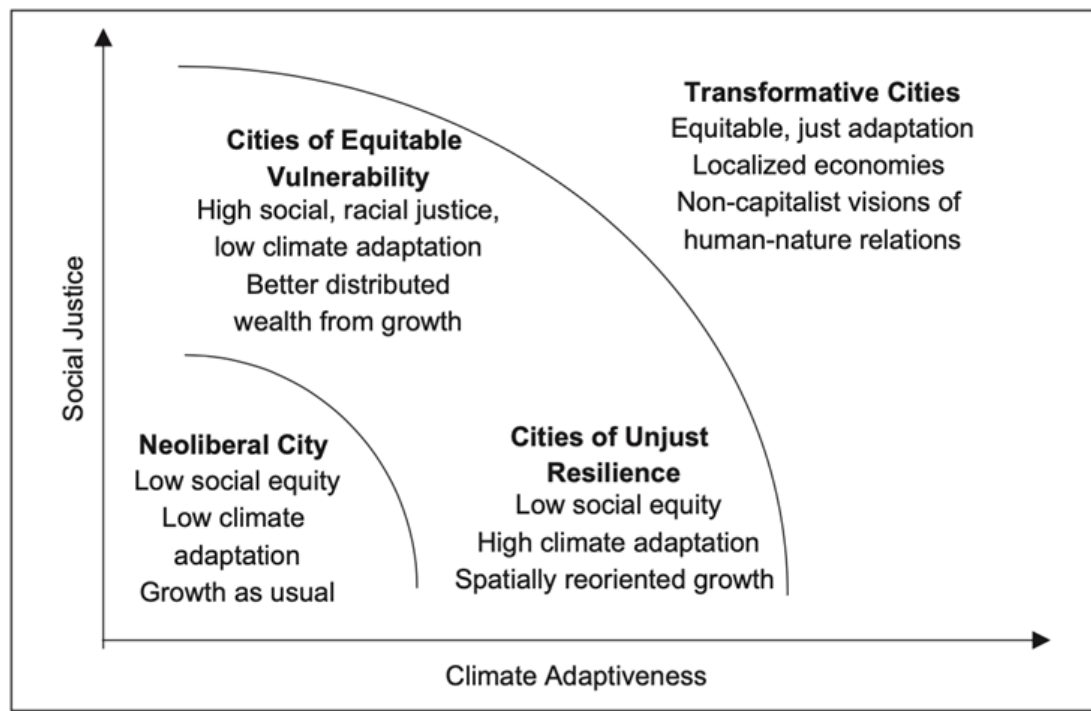 Social Justice
Cities of Equitable
Vulnerability
High social, racial justice,
low climate adaptation
Better distributed
wealth from growth
Transformative Cities
Equitable, just adaptation
Localized economies
Non-capitalist visions of
human-nature relations
Neoliberal City
Low social equity
Low climate
adaptation
Growth as usual
Cities of Unjust
Resilience
Low social equity
High climate adaptation
Spatially reoriented growth
Climate Adaptiveness